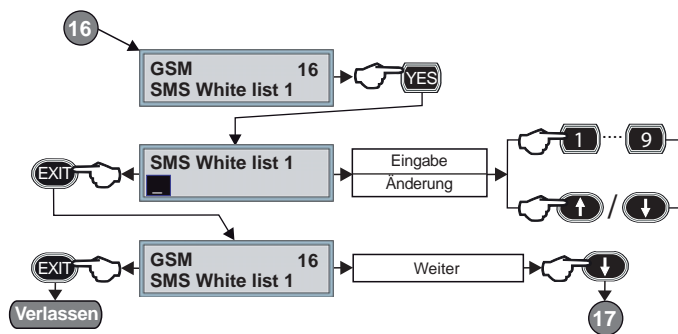 16
GSM 16
SMS White list 1
YES
SMS White list 1
_
EXIT
Eingabe
Änderung
1 ···· 9
↑ / ↓
GSM 16
SMS White list 1
EXIT
Weiter
↓
Verlassen
17